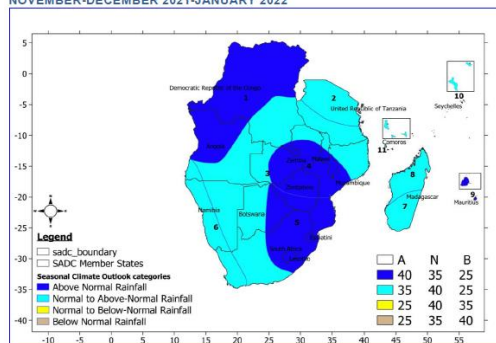 NOVEMBER-DECEMBER 2021-JANUARY 2022
5
0
-5
-10
-15
-20
-25
-30
-35
-40
Democratic Republic of the Congo
1
2
United Republic of Tanzania
10
Seychelles
Comoros
11
Angola
Zambia
Malawi
4
3
Mozambique
8
Zimbabwe
9
Mauritius
Namibia
Madagascar
7
6
Botswana
5
Eswatini
South Africa
Lesotho
Legend
sadc_boundary
SADC Member States
Seasonal Climate Outlook categories
Above Normal Rainfall
Normal to Above-Normal Rainfall
Normal to Below-Normal Rainfall
Below Normal Rainfall
A N B
40 35 25
35 40 25
25 40 35
25 35 40
-10 -5 0 5 10 15 20 25 30 35 40 45 50 55